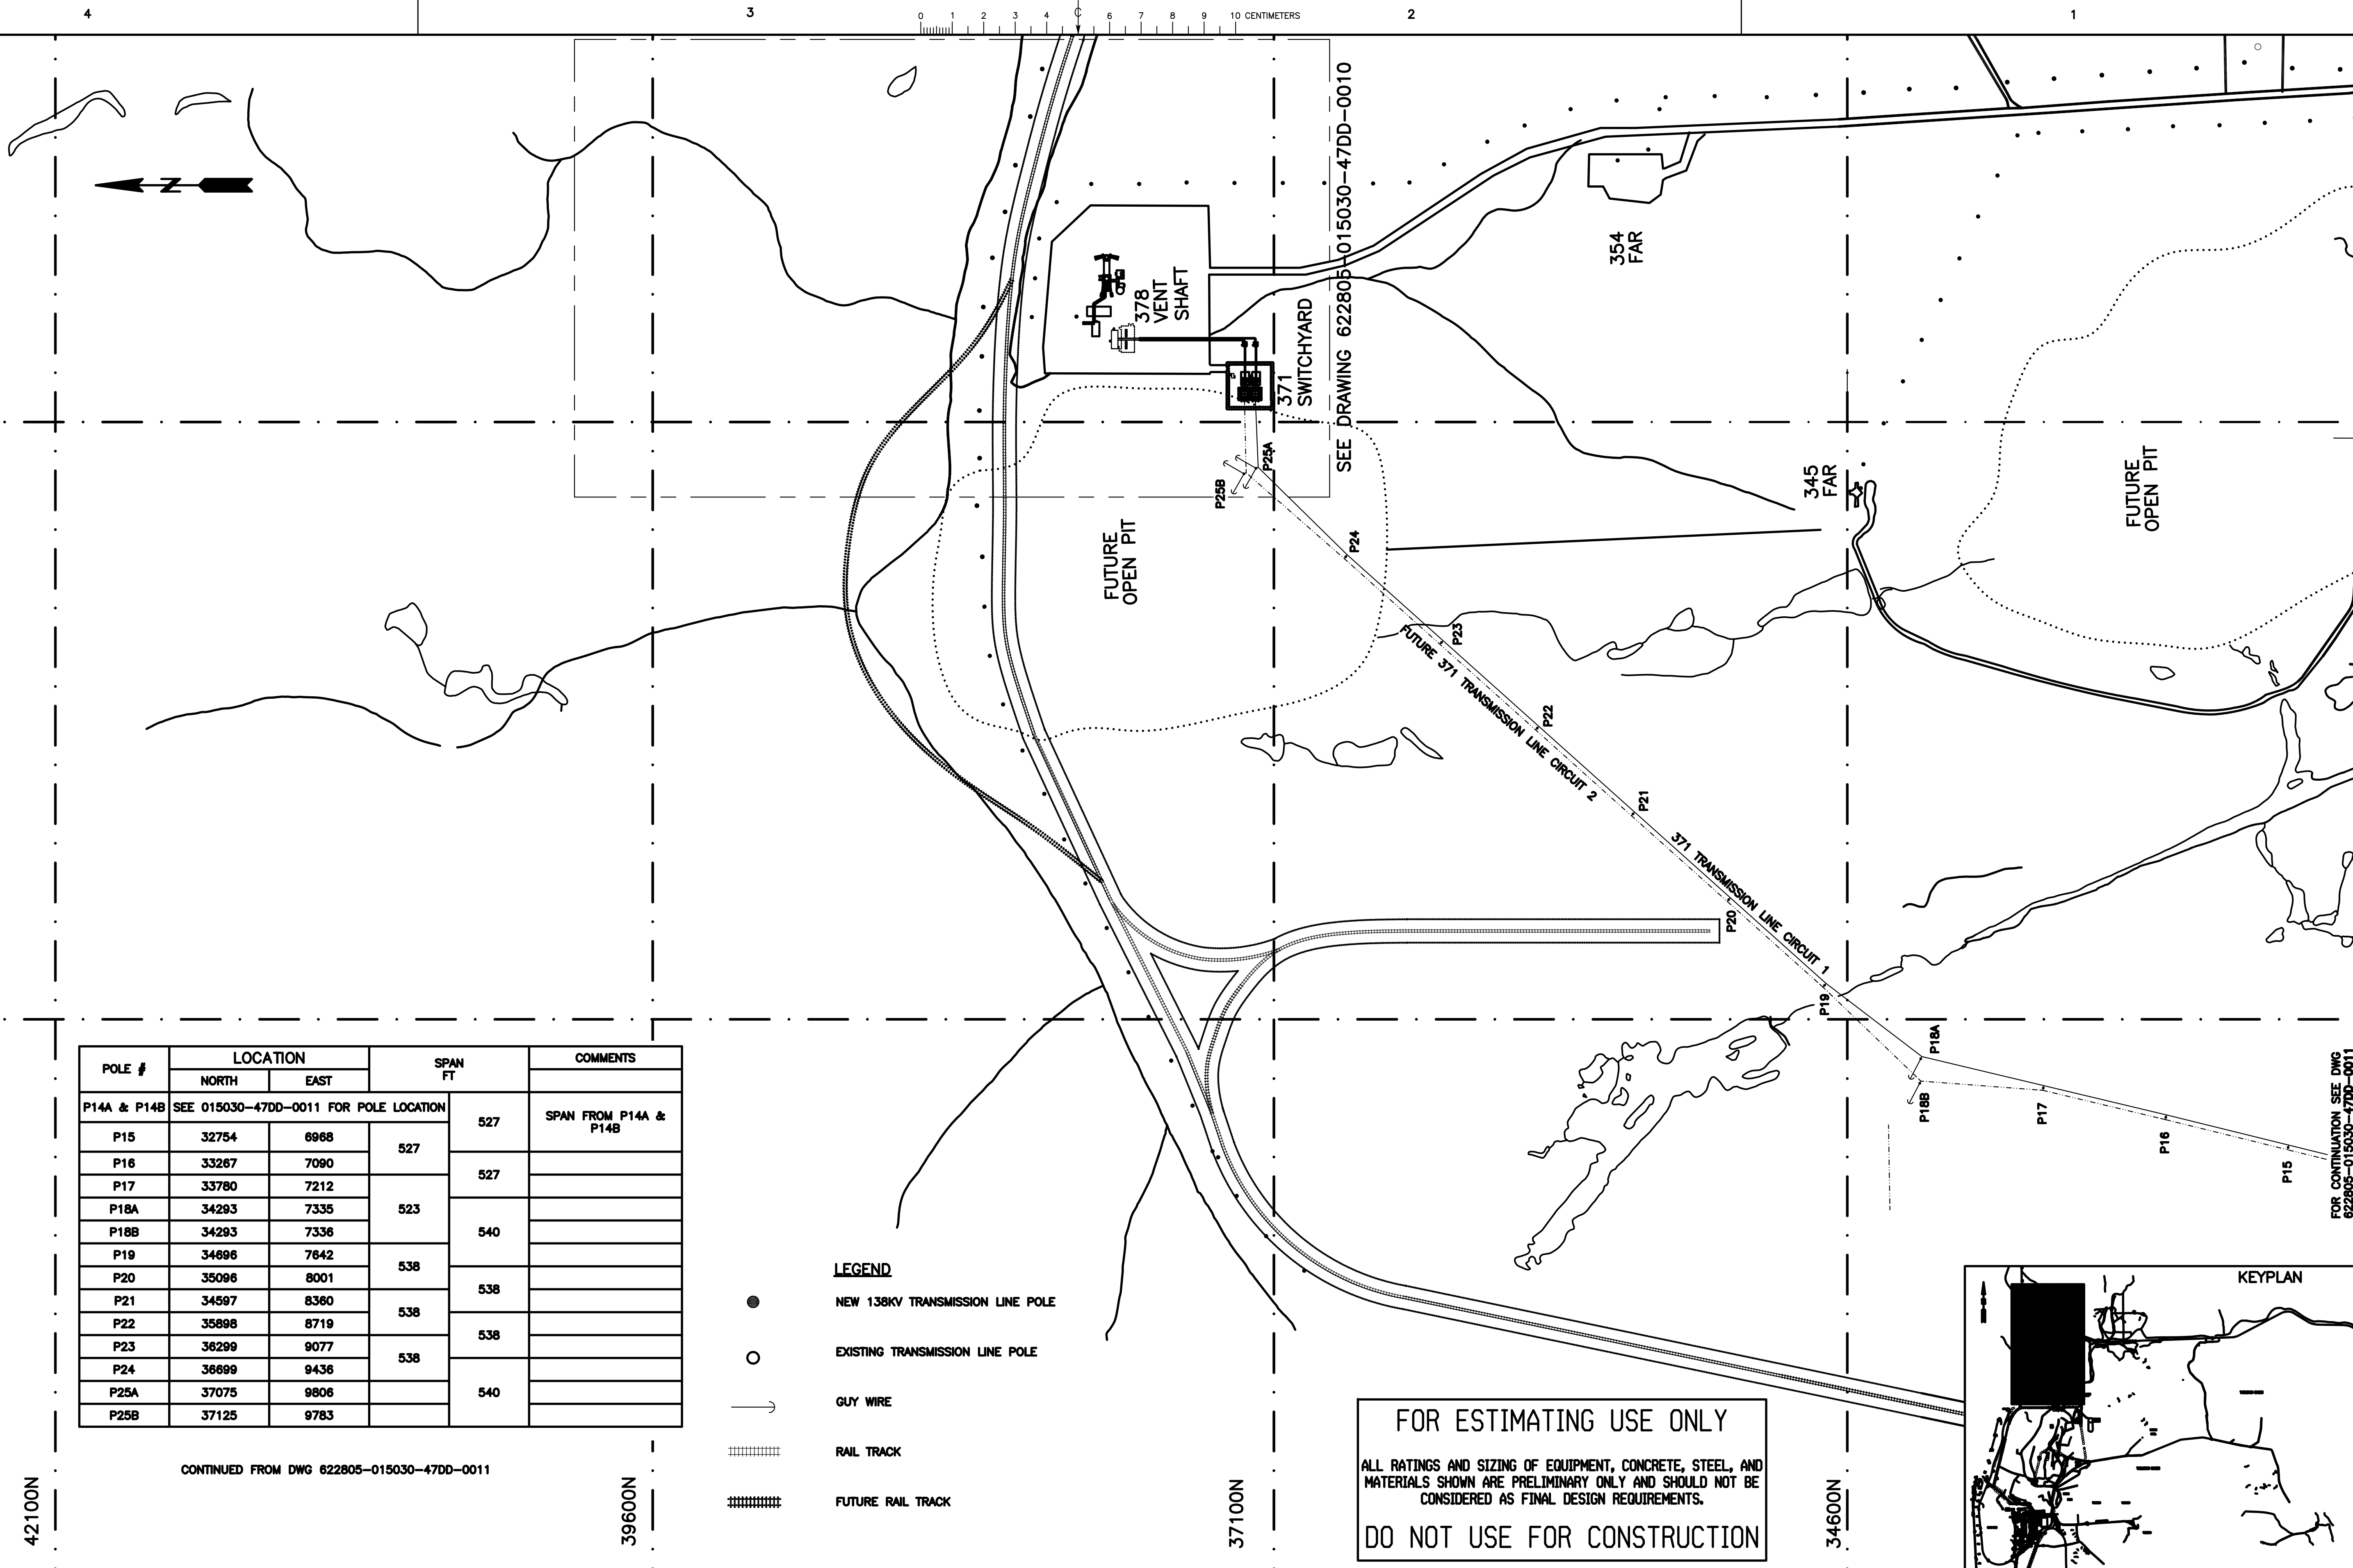 4
3
2
1
0 1 2 3 4 C 6 7 8 9 10 CENTIMETERS
N
SEE DRAWING 622805-015030-47DD-0010
378
VENT
SHAFT
371
SWITCHYARD
354
FAR
345
FAR
FUTURE
OPEN PIT
FUTURE
OPEN PIT
P25A
P25B
P24
P23
FUTURE 371 TRANSMISSION LINE CIRCUIT 2
P22
P21
371 TRANSMISSION LINE CIRCUIT 1
P20
P19
P18A
P18B
P17
P16
P15
FOR CONTINUATION SEE DWG
622805-015030-47DD-0011
POLE # LOCATION SPAN FT COMMENTS
NORTH EAST
P14A & P14B SEE 015030-47DD-0011 FOR POLE LOCATION 527 SPAN FROM P14A & P14B
P15 32754 6968 527
P16 33267 7090 527
P17 33780 7212
P18A 34293 7335 523
P18B 34293 7336 540
P19 34696 7642 538
P20 35096 8001 538
P21 34597 8360 538
P22 35898 8719 538
P23 36299 9077 538
P24 36699 9436
P25A 37075 9806 540
P25B 37125 9783
CONTINUED FROM DWG 622805-015030-47DD-0011
LEGEND
NEW 138KV TRANSMISSION LINE POLE
EXISTING TRANSMISSION LINE POLE
GUY WIRE
RAIL TRACK
FUTURE RAIL TRACK
FOR ESTIMATING USE ONLY
ALL RATINGS AND SIZING OF EQUIPMENT, CONCRETE, STEEL, AND
MATERIALS SHOWN ARE PRELIMINARY ONLY AND SHOULD NOT BE
CONSIDERED AS FINAL DESIGN REQUIREMENTS.
DO NOT USE FOR CONSTRUCTION
KEYPLAN
42100N
39600N
37100N
34600N